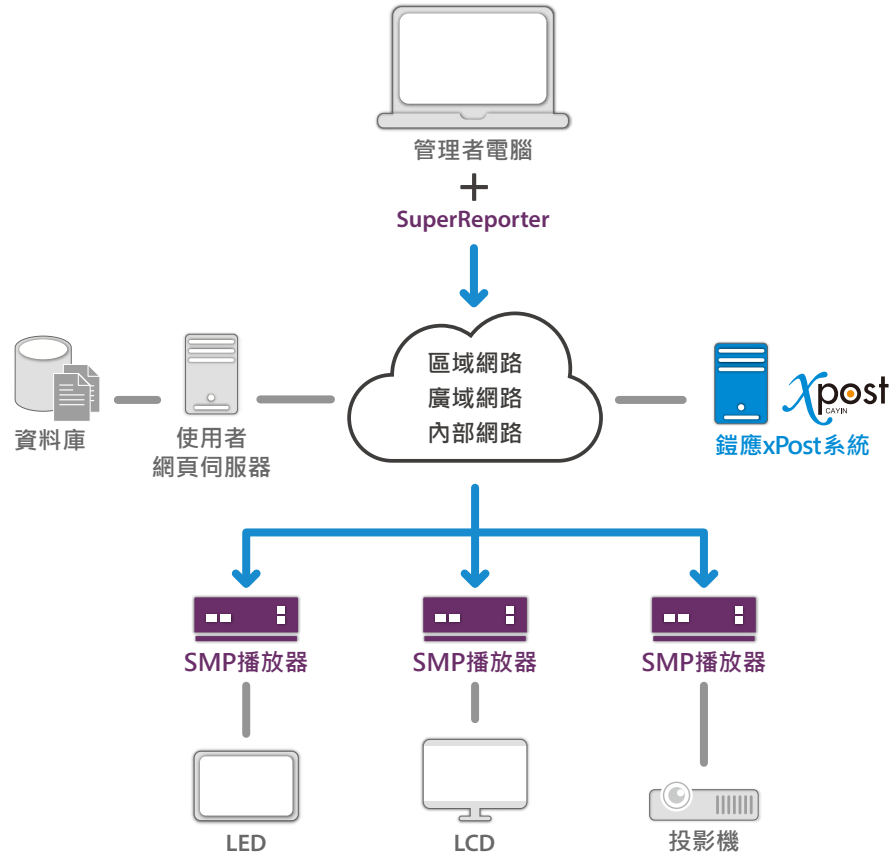 管理者電腦
+
SuperReporter
區域網路
廣域網路
內部網路
資料庫
使用者
網頁伺服器
xpost
CAYIN
鎧應xPost系統
SMP播放器
SMP播放器
SMP播放器
LED
LCD
投影機